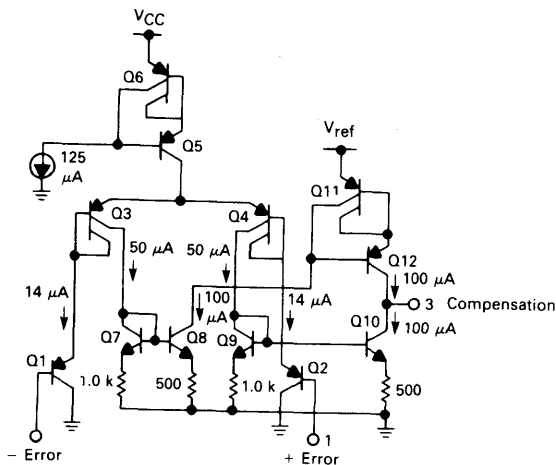 VCC
Q6
Vref
Q5
125
μA
Q11
Q3
Q4
Q12
50 μA
50 μA
100 μA
14 μA
100
μA
14 μA
3 Compensation
100 μA
Q10
Q7
Q8
Q9
Q1
Q2
1.0 k
500
1.0 k
500
1
− Error
+ Error